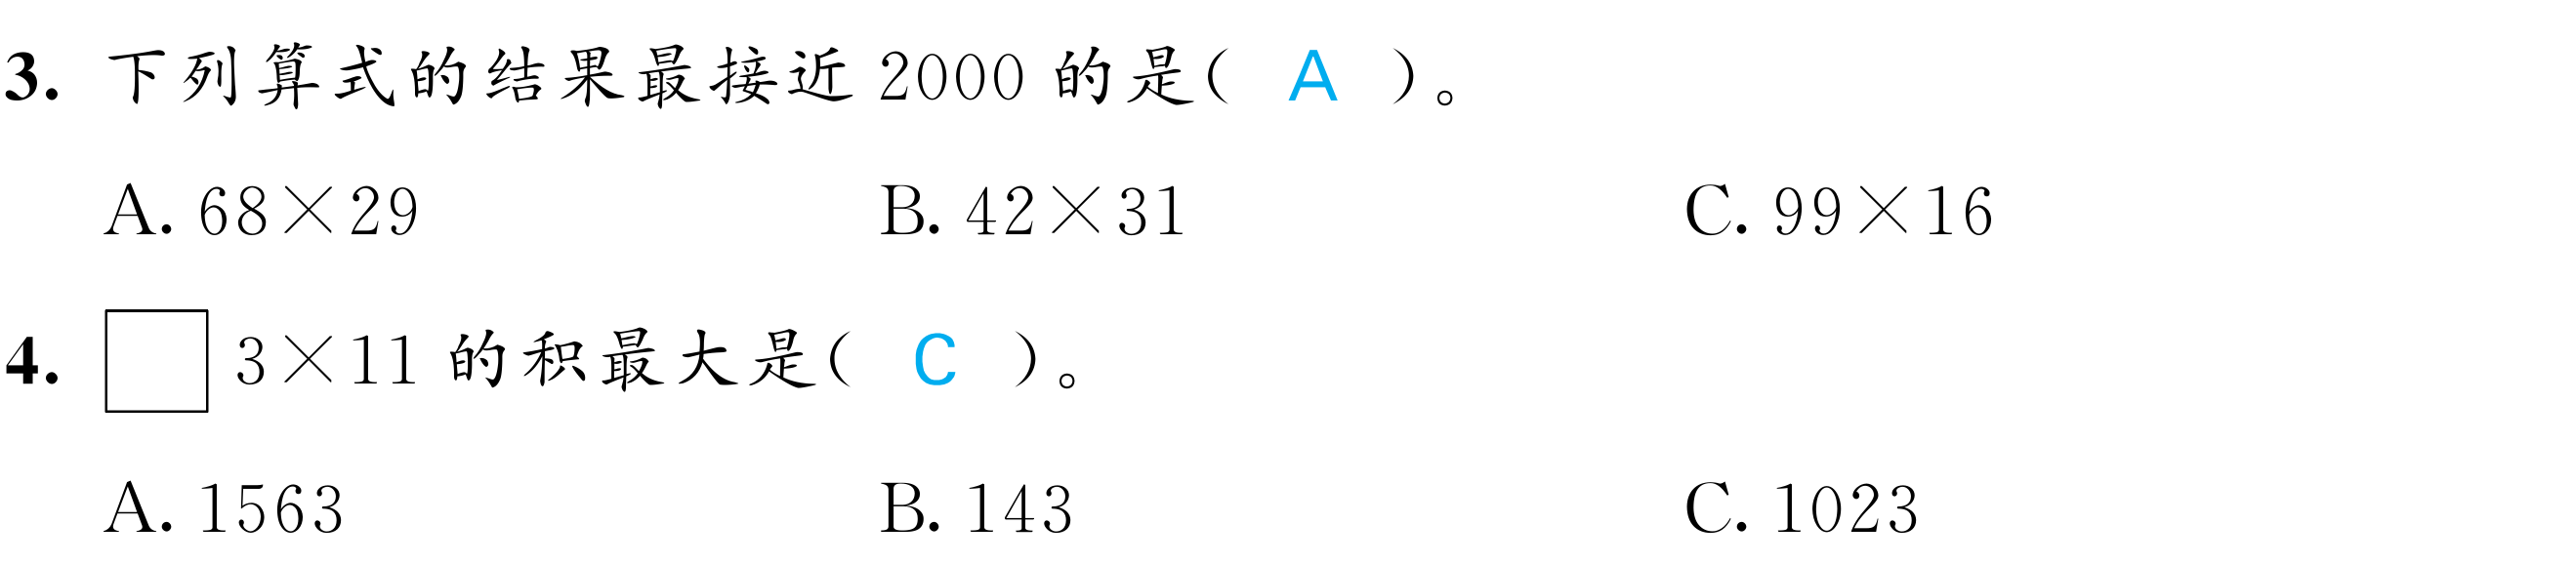 3. 下列算式的结果最接近 2000 的是( A )。
A. 68×29 B. 42×31 C. 99×16
4. □3×11 的积最大是( C )。
A. 1563 B. 143 C. 1023